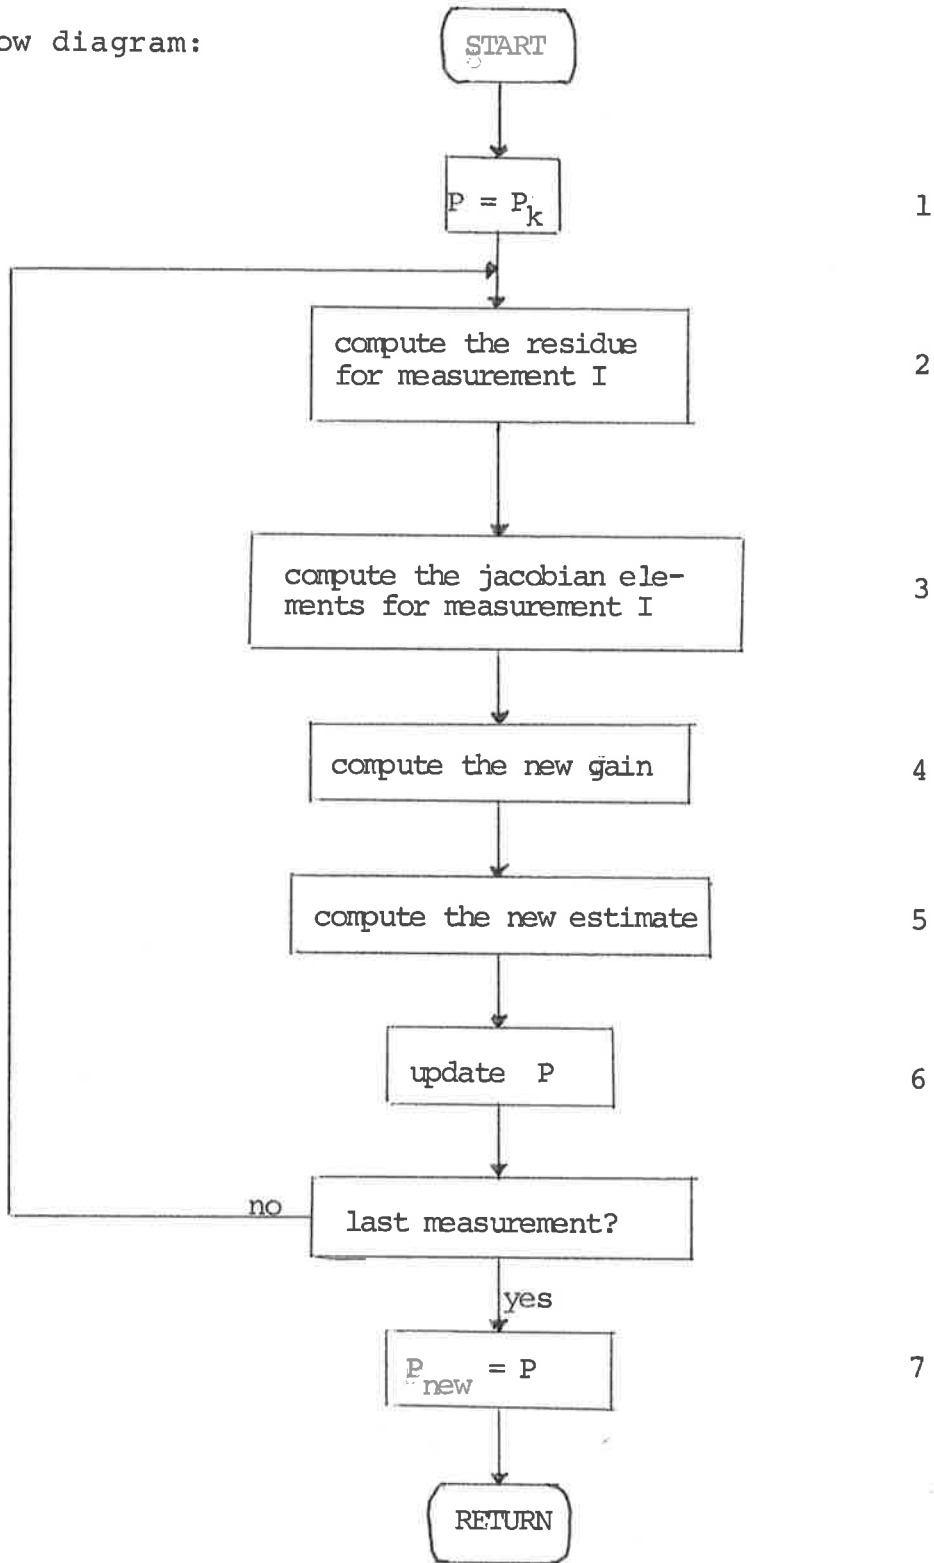 ow diagram:
START
P = P_k
1
compute the residue
for measurement I
2
compute the jacobian ele-
ments for measurement I
3
compute the new gain
4
compute the new estimate
5
update P
6
no
last measurement?
yes
P_new = P
7
RETURN